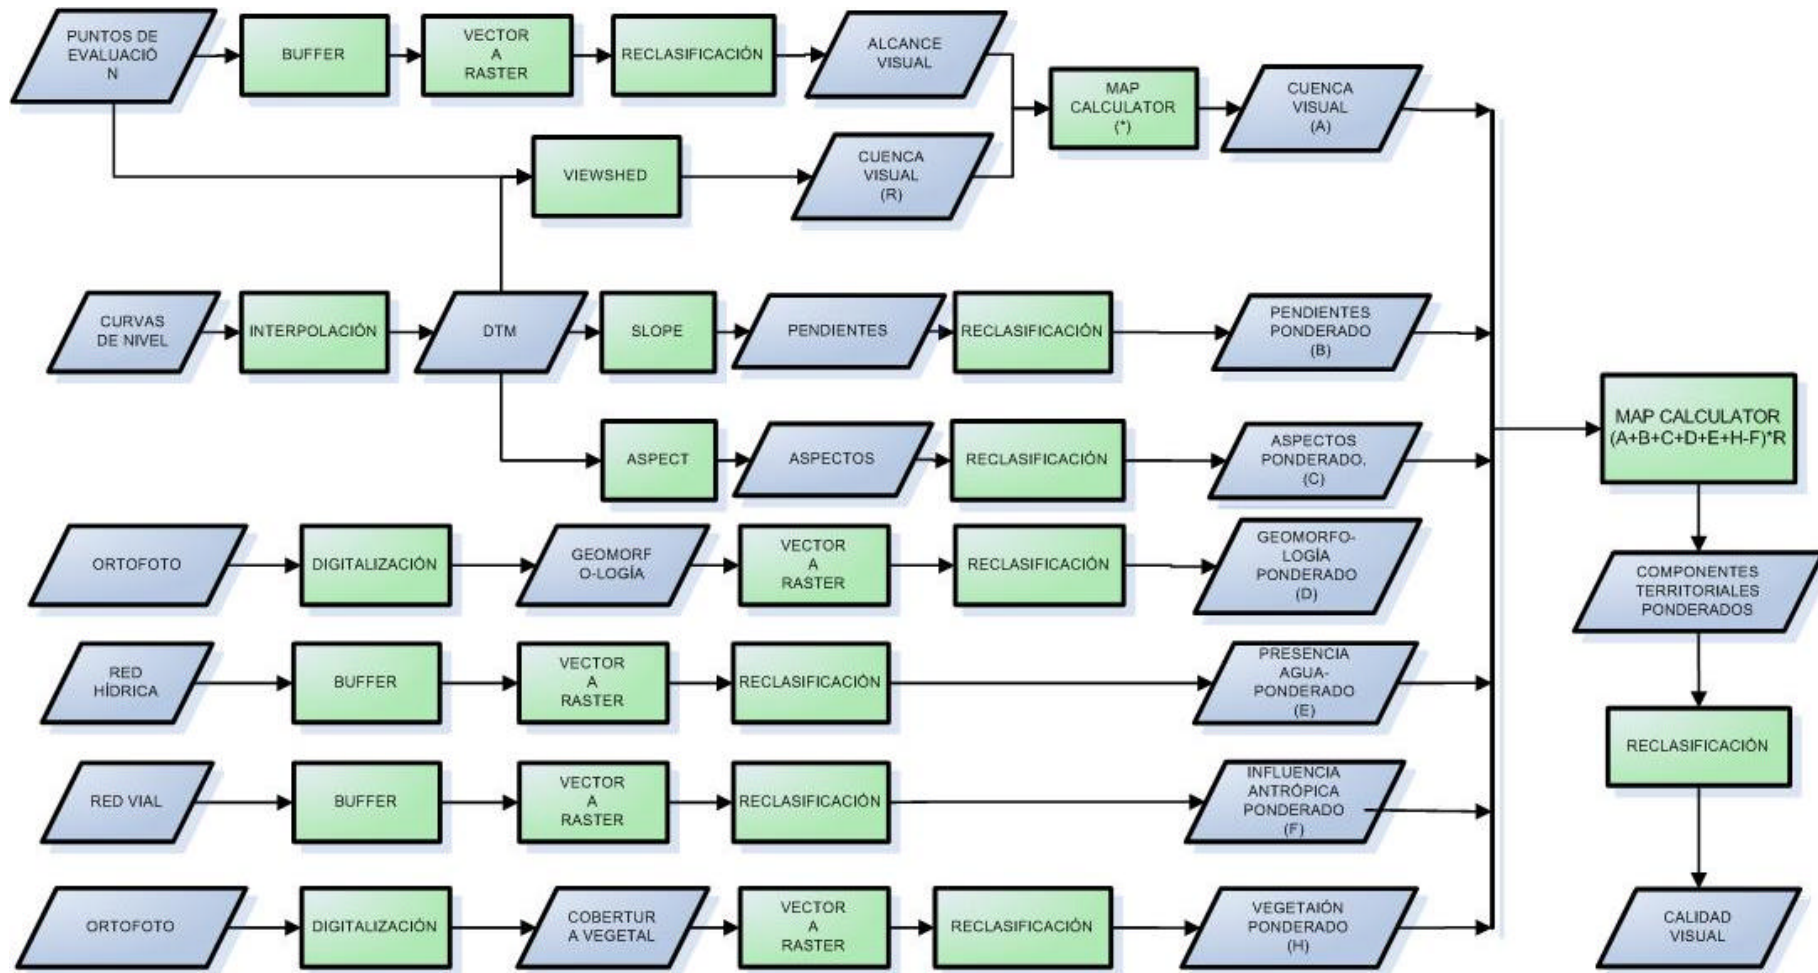 PUNTOS DE
EVALUACIÓ
N
BUFFER
VECTOR
A
RASTER
RECLASIFICACIÓN
ALCANCE
VISUAL
MAP
CALCULATOR
(*)
CUENCA
VISUAL
(A)
VIEWSHED
CUENCA
VISUAL
(R)
CURVAS
DE NIVEL
INTERPOLACIÓN
DTM
SLOPE
PENDIENTES
RECLASIFICACIÓN
PENDIENTES
PONDERADO
(B)
ASPECT
ASPECTOS
RECLASIFICACIÓN
ASPECTOS
PONDERADO.
(C)
MAP CALCULATOR
(A+B+C+D+E+H-F)*R
ORTOFOTO
DIGITALIZACIÓN
GEOMORF
O-LOGÍA
VECTOR
A
RASTER
RECLASIFICACIÓN
GEOMORFO-
LOGÍA
PONDERADO
(D)
COMPONENTES
TERRITORIALES
PONDERADOS
RED
HÍDRICA
BUFFER
VECTOR
A
RASTER
RECLASIFICACIÓN
PRESENCIA
AGUA-
PONDERADO
(E)
RECLASIFICACIÓN
RED VIAL
BUFFER
VECTOR
A
RASTER
RECLASIFICACIÓN
INFLUENCIA
ANTRÓPICA
PONDERADO
(F)
ORTOFOTO
DIGITALIZACIÓN
COBERTUR
A VEGETAL
VECTOR
A
RASTER
RECLASIFICACIÓN
VEGETAIÓN
PONDERADO
(H)
CALIDAD
VISUAL